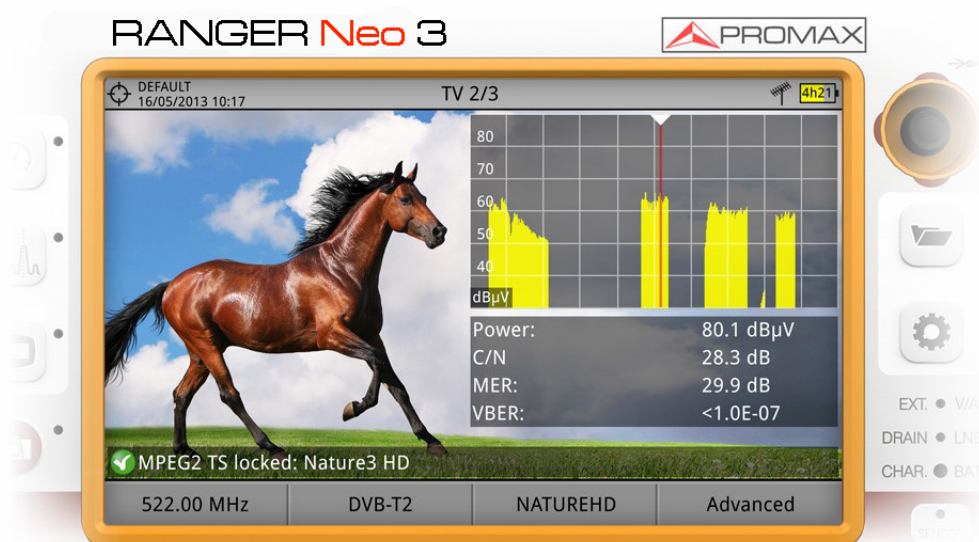 RANGER Neo 3
PROMAX
DEFAULT
16/05/2013 10:17
TV 2/3
4h21
80
70
60
50
40
dBµV
Power: 80.1 dBµV
C/N 28.3 dB
MER: 29.9 dB
VBER: <1.0E-07
MPEG2 TS locked: Nature3 HD
522.00 MHz
DVB-T2
NATUREHD
Advanced
EXT.
DRAIN
CHAR.